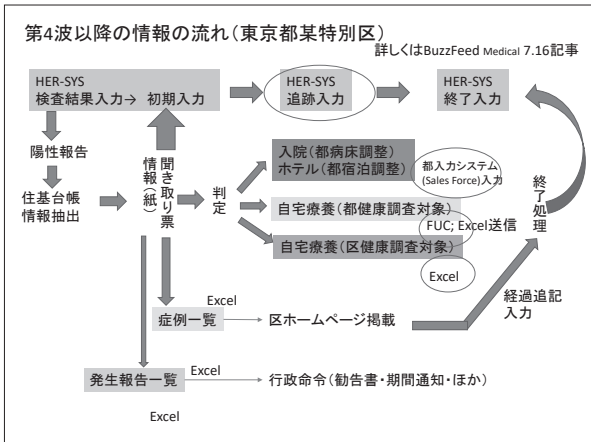 第4波以降の情報の流れ（東京都某特別区）
詳しくはBuzzFeed Medical 7.16記事
HER-SYS
検査結果入力→ 初期入力
HER-SYS
追跡入力
HER-SYS
終了入力
陽性報告
住基台帳
情報抽出
聞き取り票
情報（紙）
判定
入院（都病床調整）
ホテル（都宿泊調整）
都入力システム
(Sales Force)入力
自宅療養（都健康調査対象）
FUC; Excel送信
自宅療養（区健康調査対象）
Excel
終了処理
経過追記
入力
Excel
症例一覧
区ホームページ掲載
Excel
発生報告一覧
行政命令（勧告書・期間通知・ほか）
Excel